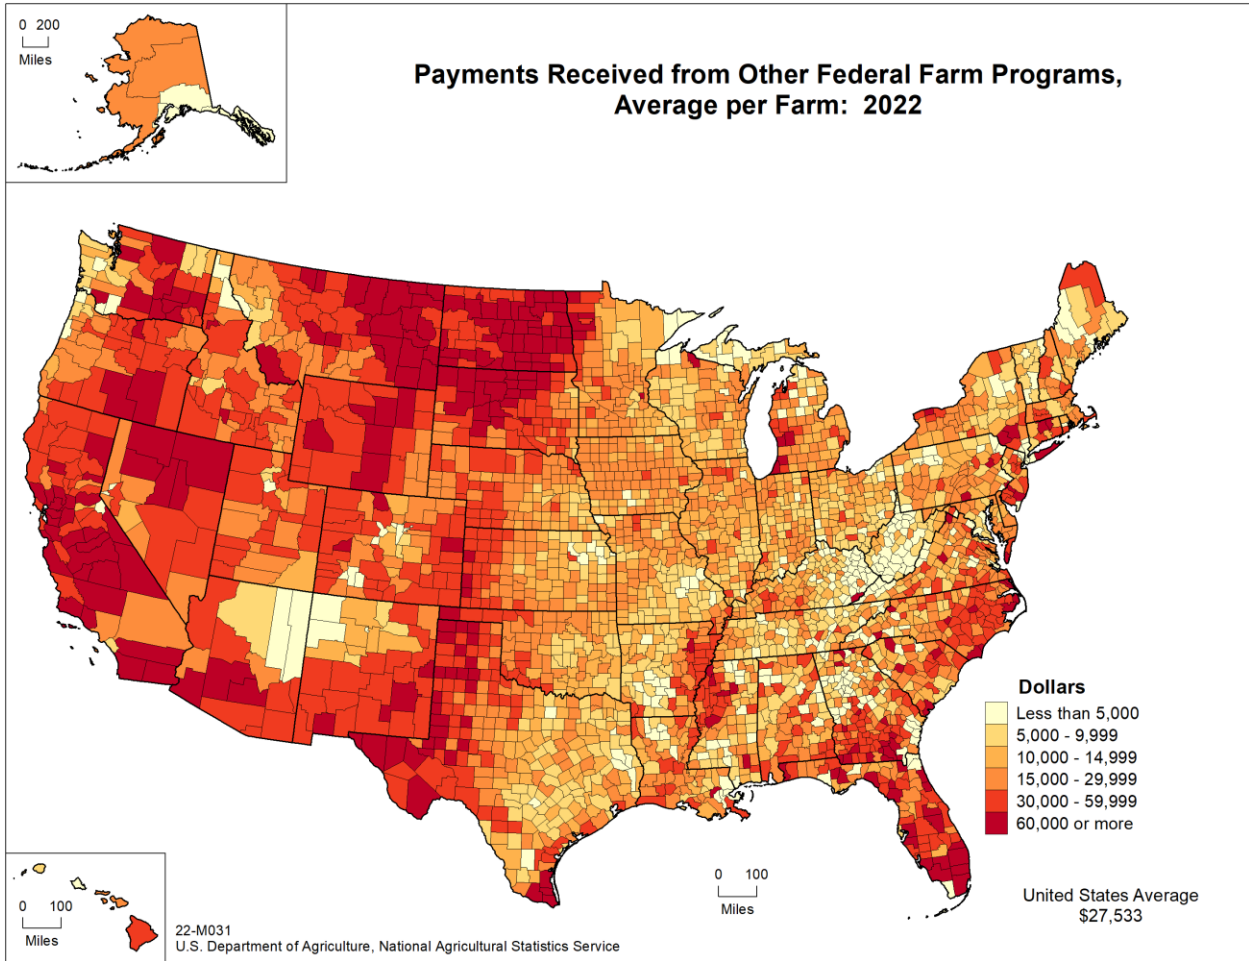 0 200
Miles
Payments Received from Other Federal Farm Programs,
Average per Farm: 2022
Dollars
Less than 5,000
5,000 - 9,999
10,000 - 14,999
15,000 - 29,999
30,000 - 59,999
60,000 or more
0 100
Miles
0 100
Miles
United States Average
$27,533
22-M031
U.S. Department of Agriculture, National Agricultural Statistics Service